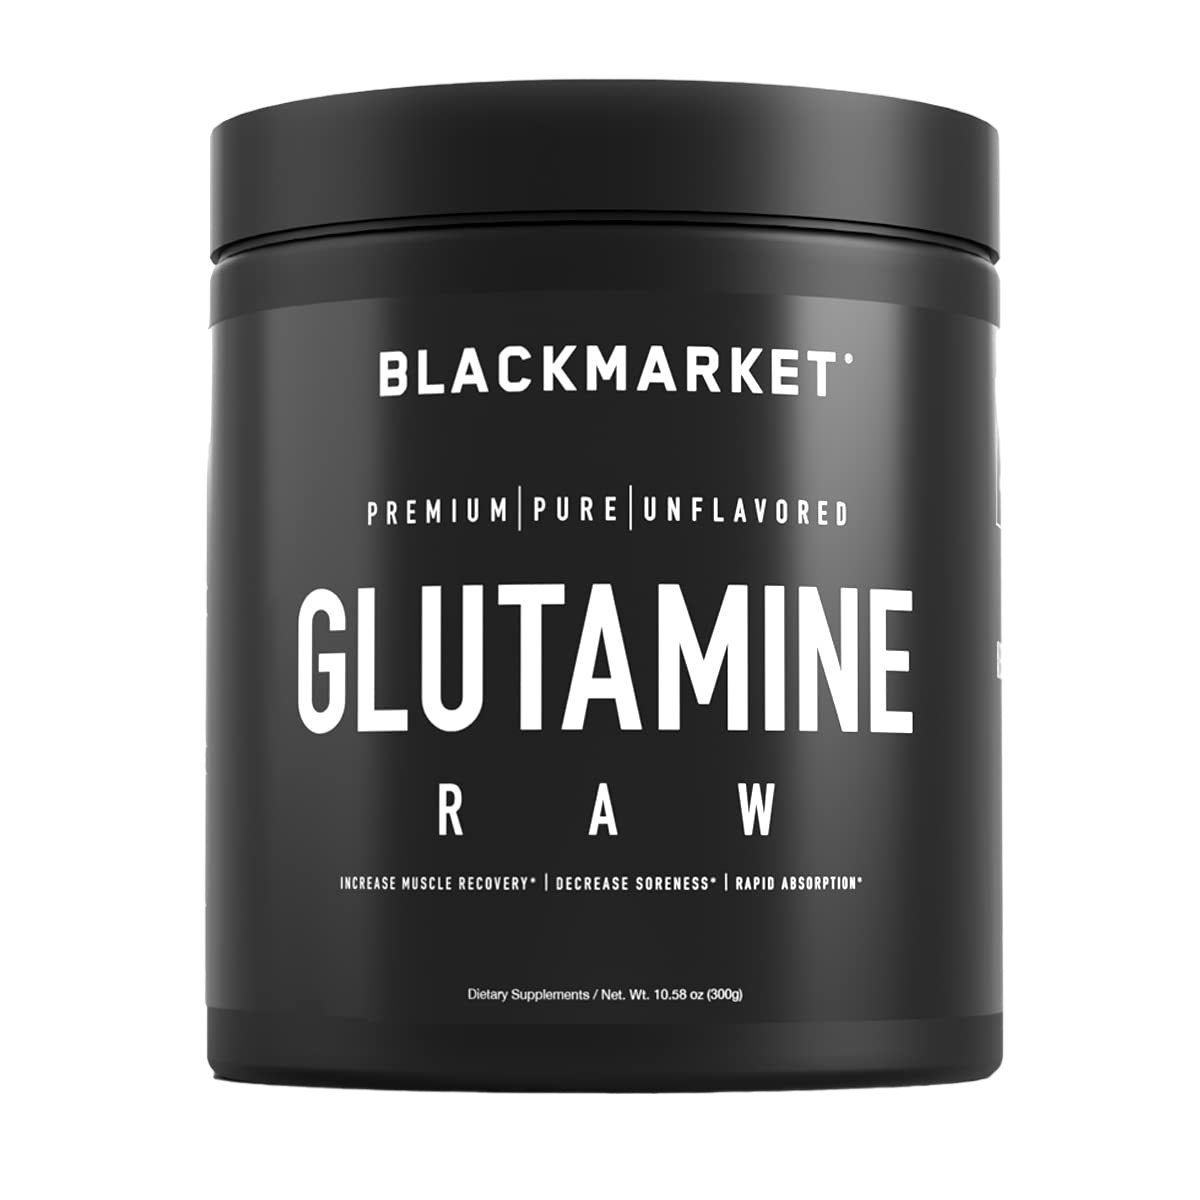 BLACKMARKET®
PREMIUM|PURE|UNFLAVORED
GLUTAMINE
RAW
INCREASE MUSCLE RECOVERY* | DECREASE SORENESS* | RAPID ABSORPTION*
Dietary Supplements / Net. Wt. 10.58 oz (300g)